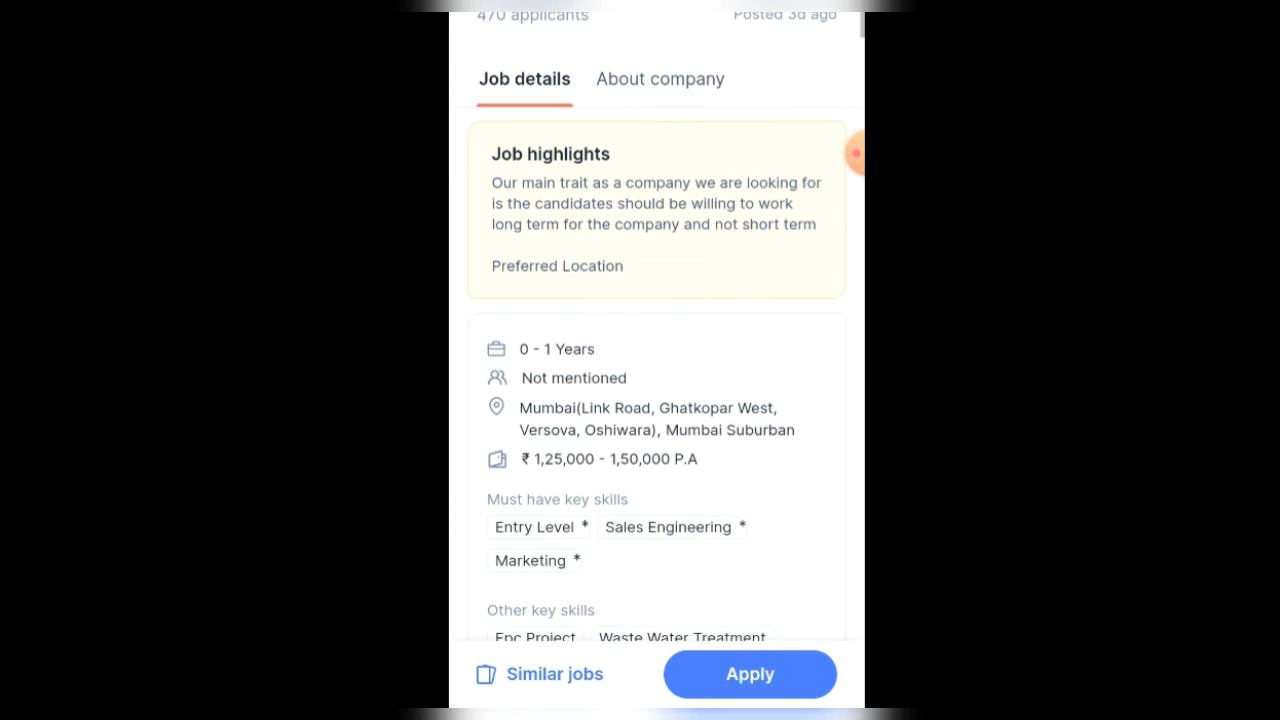 470 applicants Posted 3d ago
Job details About company
Job highlights
Our main trait as a company we are looking for
is the candidates should be willing to work
long term for the company and not short term
Preferred Location
0 - 1 Years
Not mentioned
Mumbai(Link Road, Ghatkopar West,
Versova, Oshiwara), Mumbai Suburban
₹ 1,25,000 - 1,50,000 P.A
Must have key skills
Entry Level * Sales Engineering *
Marketing *
Other key skills
Epc Project Waste Water Treatment
Similar jobs Apply